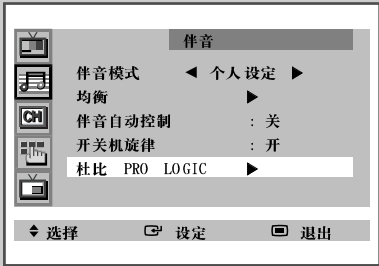 伴音
伴音模式 ◀ 个人设定 ▶
均衡 ▶
CH 伴音自动控制 : 关
开关机旋律 : 开
杜比 PRO LOGIC ▶
选择 设定 退出